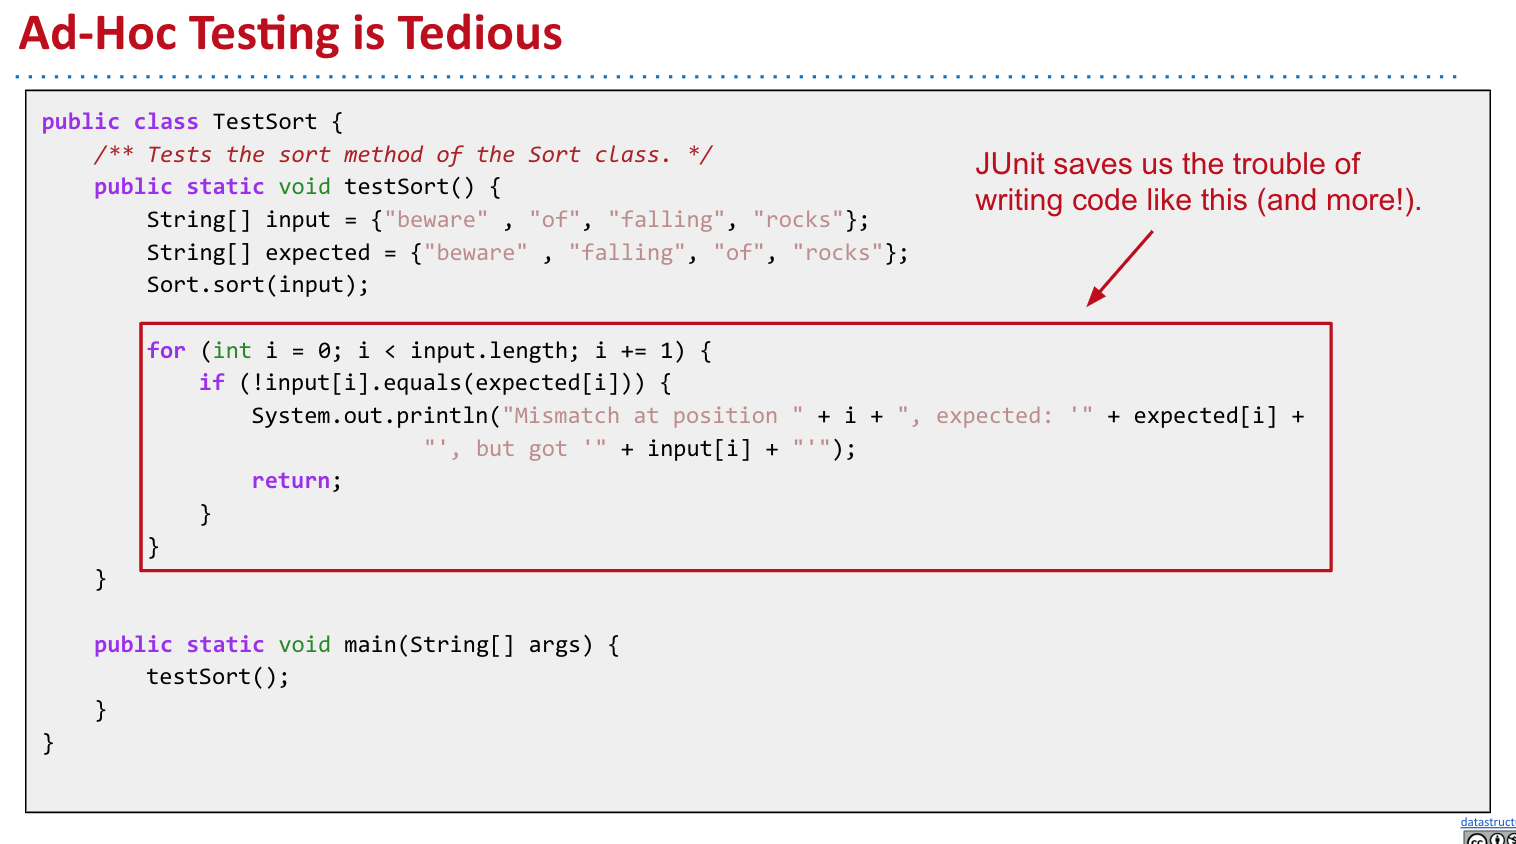 Ad-Hoc Testing is Tedious
public class TestSort {
/** Tests the sort method of the Sort class. */
public static void testSort() {
String[] input = {"beware" , "of", "falling", "rocks"};
String[] expected = {"beware" , "falling", "of", "rocks"};
Sort.sort(input);
JUnit saves us the trouble of
writing code like this (and more!).
for (int i = 0; i < input.length; i += 1) {
if (!input[i].equals(expected[i])) {
System.out.println("Mismatch at position " + i + ", expected: '" + expected[i] +
"', but got '" + input[i] + "'");
return;
}
}
}
public static void main(String[] args) {
testSort();
}
}